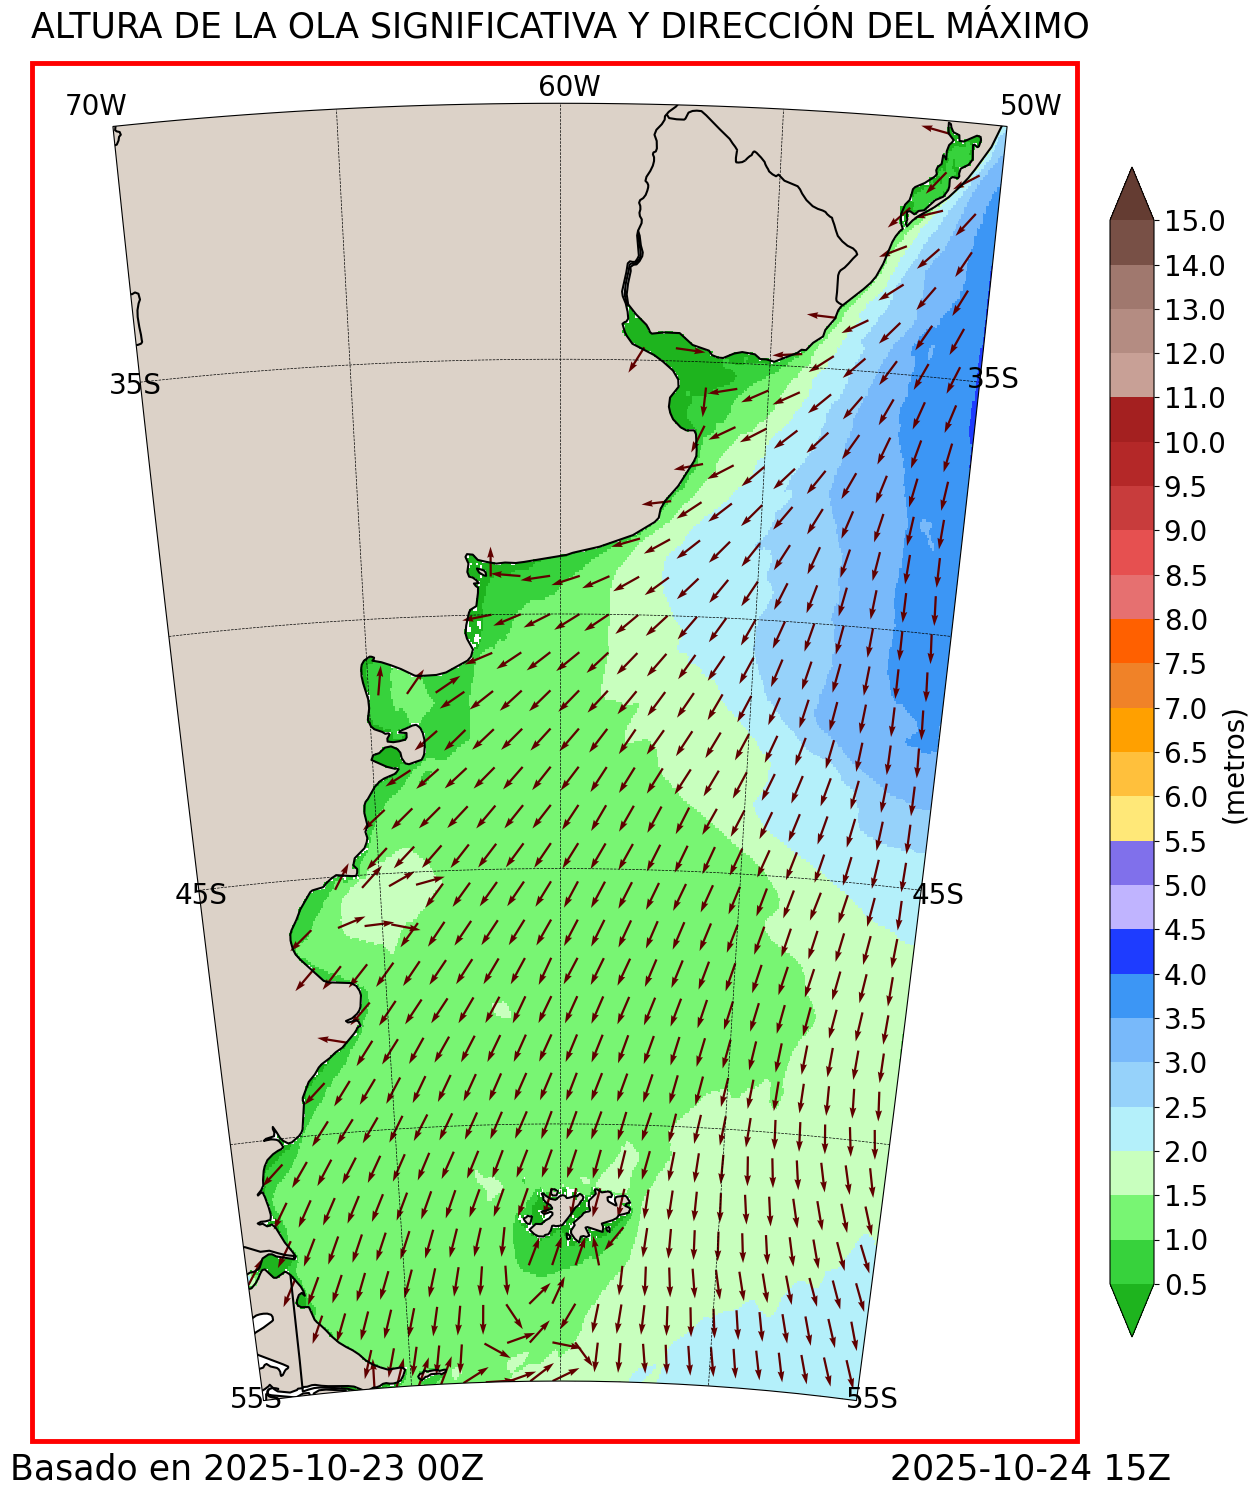 ALTURA DE LA OLA SIGNIFICATIVA Y DIRECCIÓN DEL MÁXIMO
70W
60W
50W
35S
35S
45S
45S
55S
55S
15.0
14.0
13.0
12.0
11.0
10.0
9.5
9.0
8.5
8.0
7.5
7.0
6.5
6.0
5.5
5.0
4.5
4.0
3.5
3.0
2.5
2.0
1.5
1.0
0.5
(metros)
Basado en 2025-10-23 00Z
2025-10-24 15Z